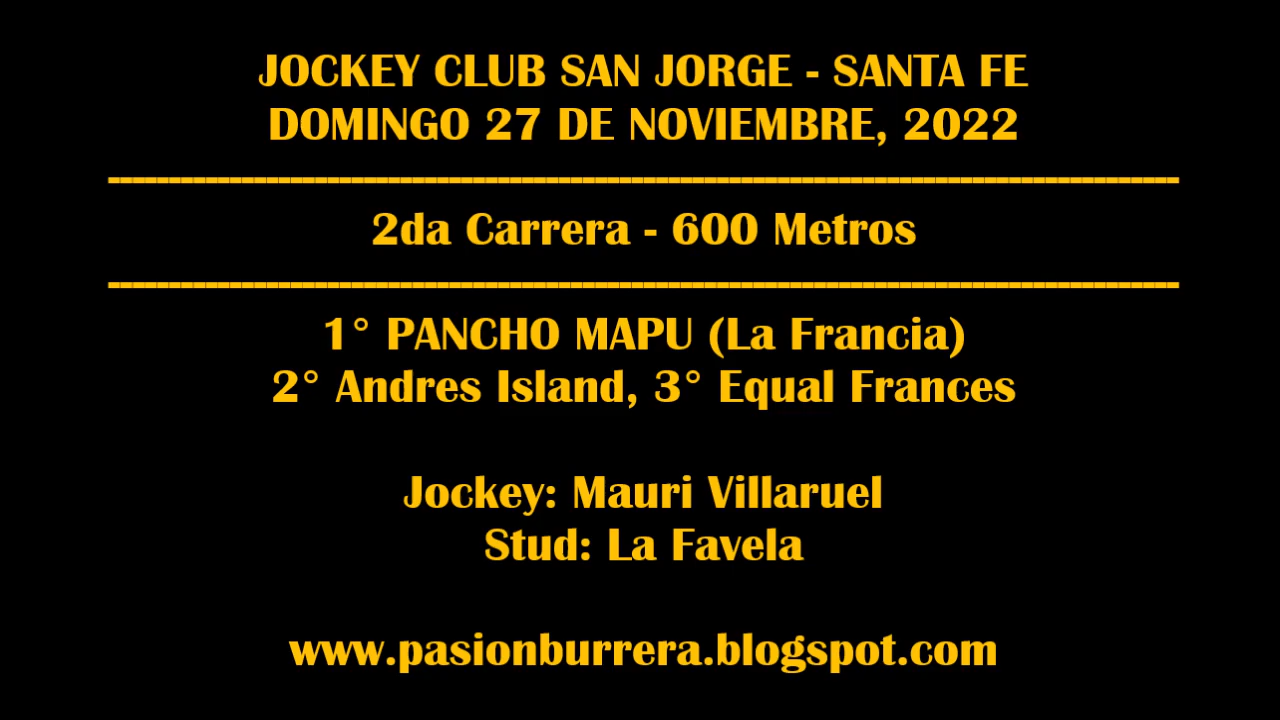 JOCKEY CLUB SAN JORGE - SANTA FE
DOMINGO 27 DE NOVIEMBRE, 2022
2da Carrera - 600 Metros
1° PANCHO MAPU (La Francia)
2° Andres Island, 3° Equal Frances
Jockey: Mauri Villaruel
Stud: La Favela
www.pasionburrera.blogspot.com